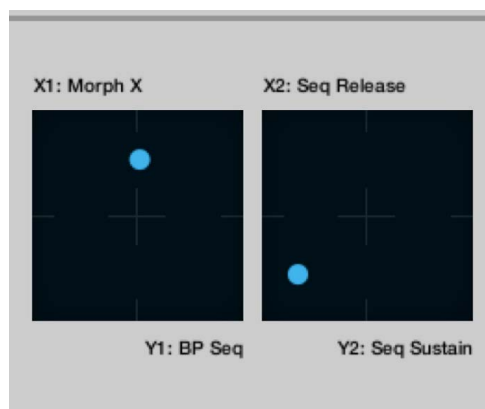 X1: Morph X
X2: Seq Release
Y1: BP Seq
Y2: Seq Sustain